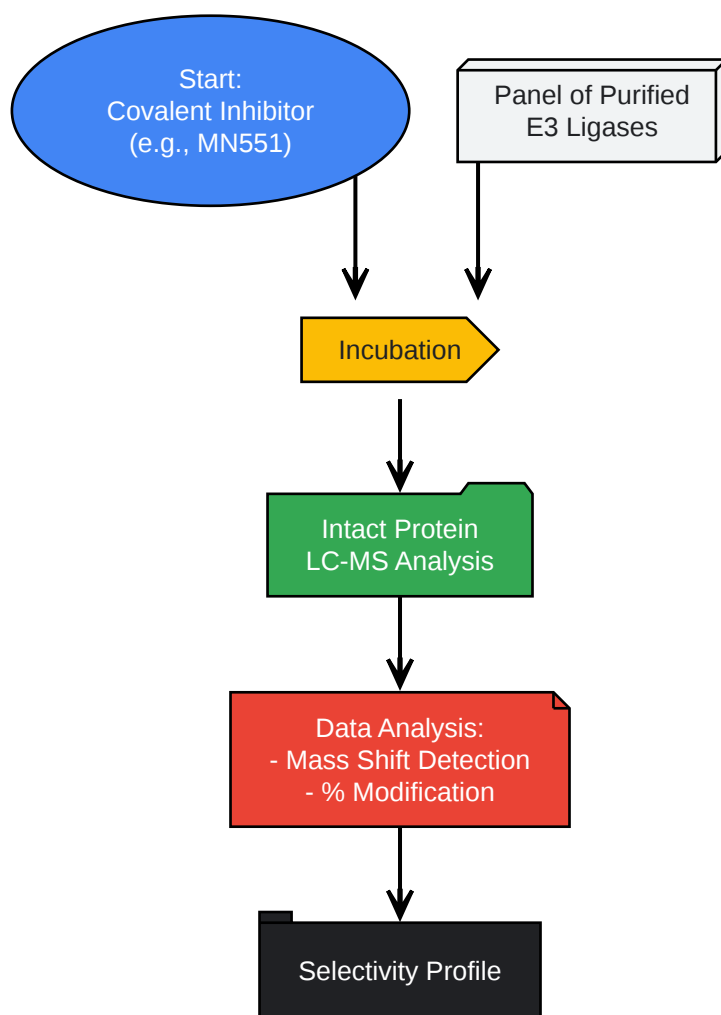 Start:
Covalent Inhibitor
(e.g., MN551)
Panel of Purified
E3 Ligases
Incubation
Intact Protein
LC-MS Analysis
Data Analysis:
- Mass Shift Detection
- % Modification
Selectivity Profile